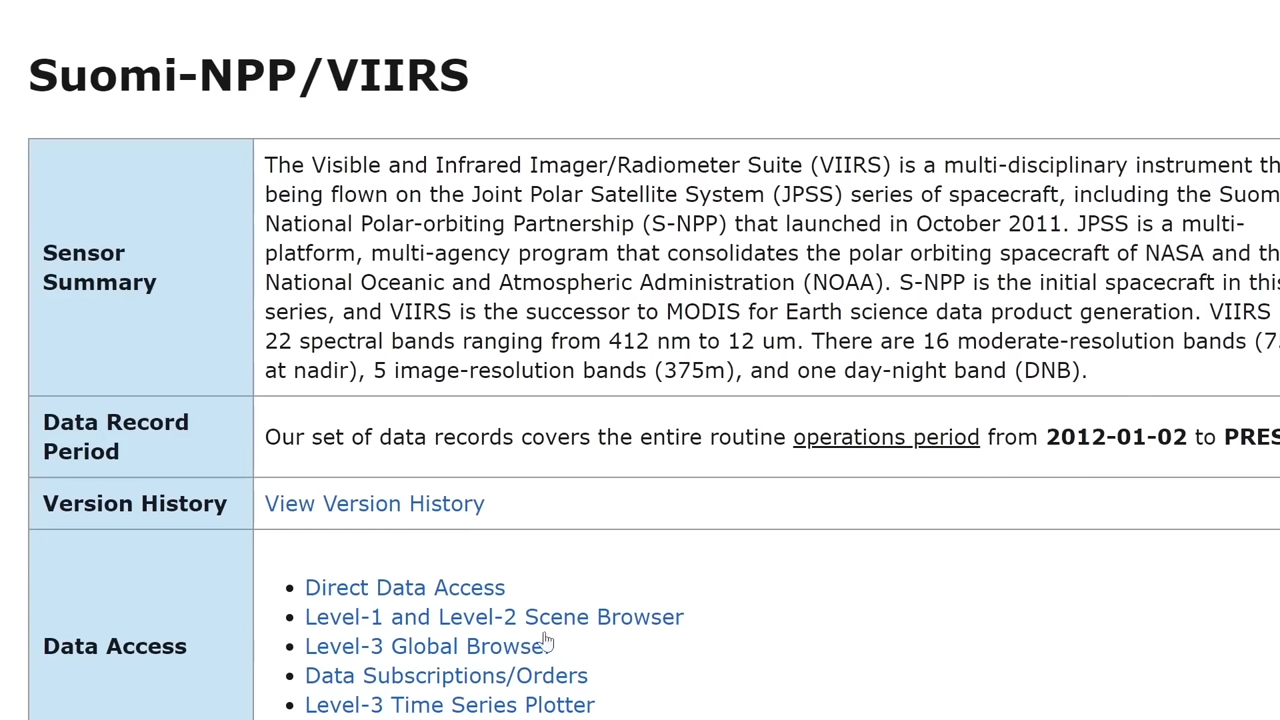 Suomi-NPP/VIIRS
Sensor
Summary
The Visible and Infrared Imager/Radiometer Suite (VIIRS) is a multi-disciplinary instrument
being flown on the Joint Polar Satellite System (JPSS) series of spacecraft, including the
National Polar-orbiting Partnership (S-NPP) that launched in October 2011. JPSS is a multi-
platform, multi-agency program that consolidates the polar orbiting spacecraft of NASA and
National Oceanic and Atmospheric Administration (NOAA). S-NPP is the initial spacecraft in
series, and VIIRS is the successor to MODIS for Earth science data product generation. VIIRS
22 spectral bands ranging from 412 nm to 12 um. There are 16 moderate-resolution bands
at nadir), 5 image-resolution bands (375m), and one day-night band (DNB).
Data Record
Period
Our set of data records covers the entire routine operations period from 2012-01-02 to
Version History
View Version History
Data Access
• Direct Data Access
• Level-1 and Level-2 Scene Browser
• Level-3 Global Browser
• Data Subscriptions/Orders
• Level-3 Time Series Plotter